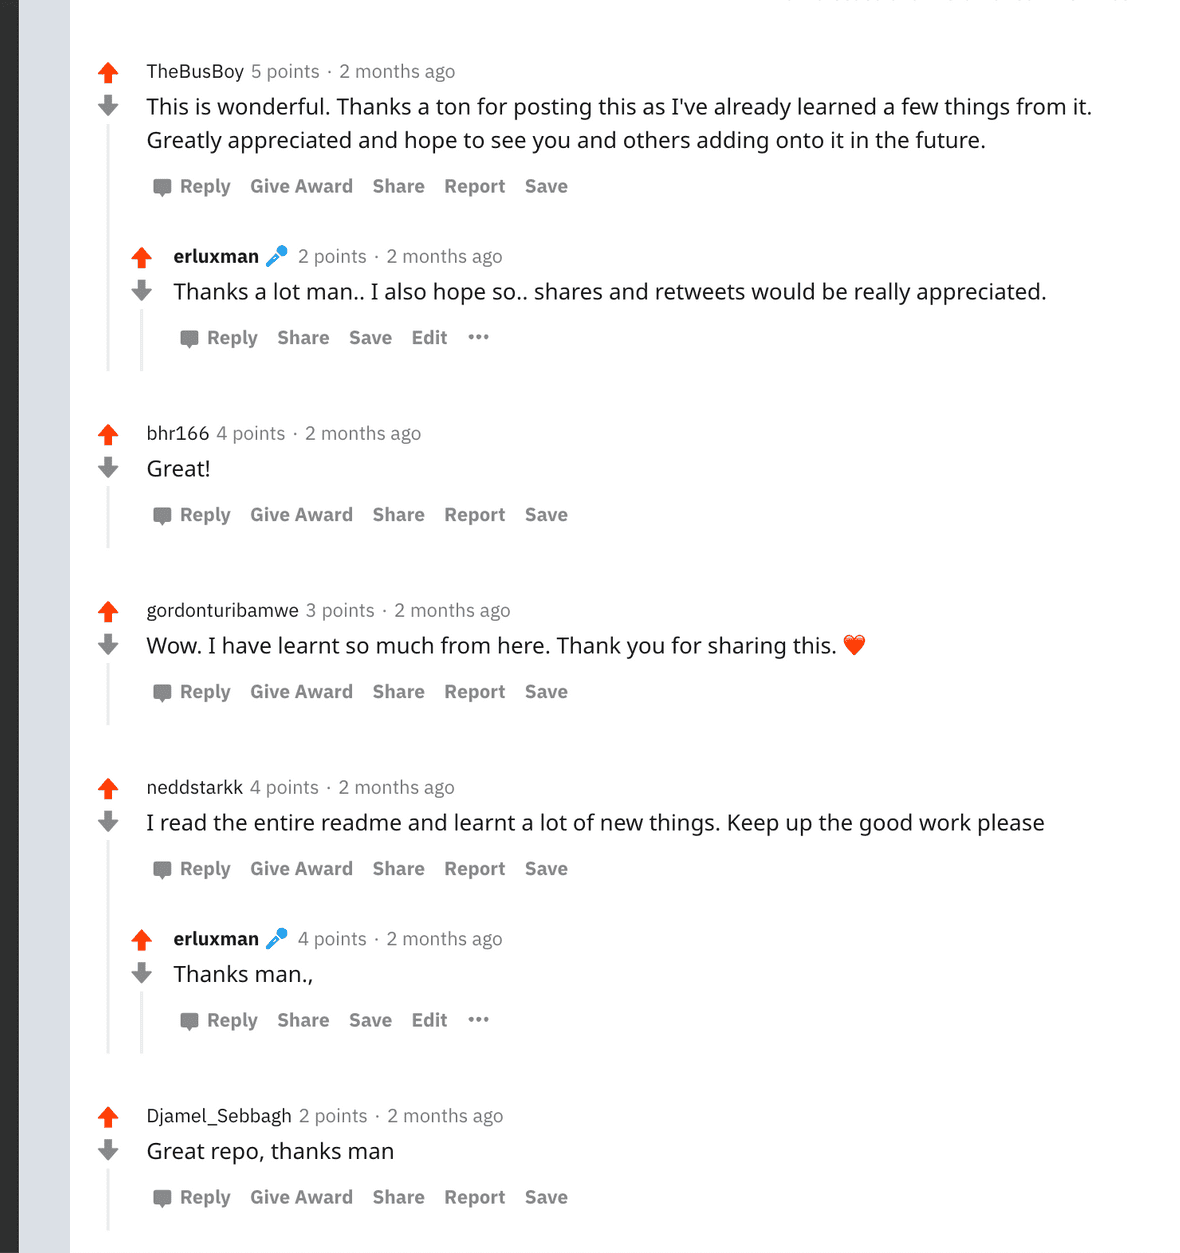 TheBusBoy 5 points · 2 months ago
This is wonderful. Thanks a ton for posting this as I've already learned a few things from it.
Greatly appreciated and hope to see you and others adding onto it in the future.
Reply Give Award Share Report Save
erluxman 2 points · 2 months ago
Thanks a lot man.. I also hope so.. shares and retweets would be really appreciated.
Reply Share Save Edit •••
bhr166 4 points · 2 months ago
Great!
Reply Give Award Share Report Save
gordonturibamwe 3 points · 2 months ago
Wow. I have learnt so much from here. Thank you for sharing this. ❤️
Reply Give Award Share Report Save
neddstarkk 4 points · 2 months ago
I read the entire readme and learnt a lot of new things. Keep up the good work please
Reply Give Award Share Report Save
erluxman 4 points · 2 months ago
Thanks man.,
Reply Share Save Edit •••
Djamel_Sebbagh 2 points · 2 months ago
Great repo, thanks man
Reply Give Award Share Report Save